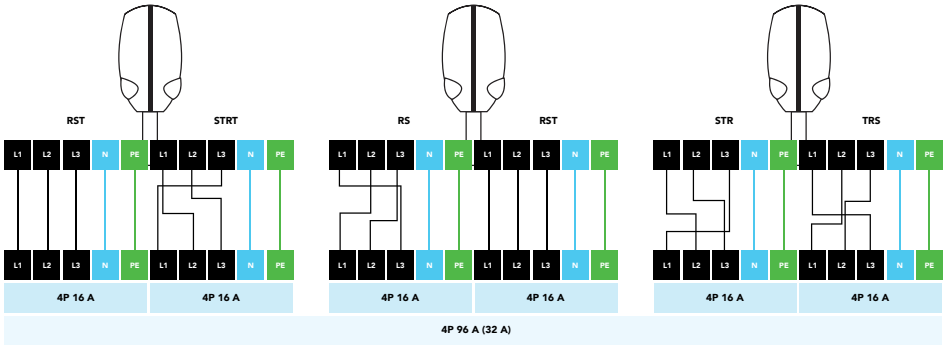 RST STRT RS RST STR TRS
L1 L2 L3 N PE L1 L2 L3 N PE L1 L2 L3 N PE L1 L2 L3 N PE L1 L2 L3 N PE L1 L2 L3 N PE
L1 L2 L3 N PE L1 L2 L3 N PE L1 L2 L3 N PE L1 L2 L3 N PE L1 L2 L3 N PE L1 L2 L3 N PE
4P 16 A 4P 16 A 4P 16 A 4P 16 A 4P 16 A 4P 16 A
4P 96 A (32 A)